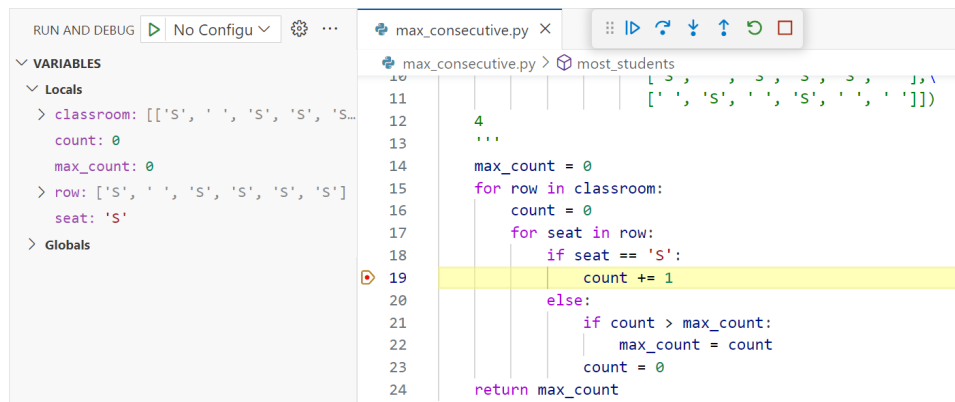 RUN AND DEBUG No Configu ...
VARIABLES
Locals
classroom: [['S', ' ', 'S', 'S', 'S…
count: 0
max_count: 0
row: ['S', ' ', 'S', 'S', 'S', 'S']
seat: 'S'
Globals
max_consecutive.py
max_consecutive.py > most_students
10
11 [' ', 'S', ' ', 'S', ' ', ' ']])
12 4
13 '''
14 max_count = 0
15 for row in classroom:
16 count = 0
17 for seat in row:
18 if seat == 'S':
19 count += 1
20 else:
21 if count > max_count:
22 max_count = count
23 count = 0
24 return max_count